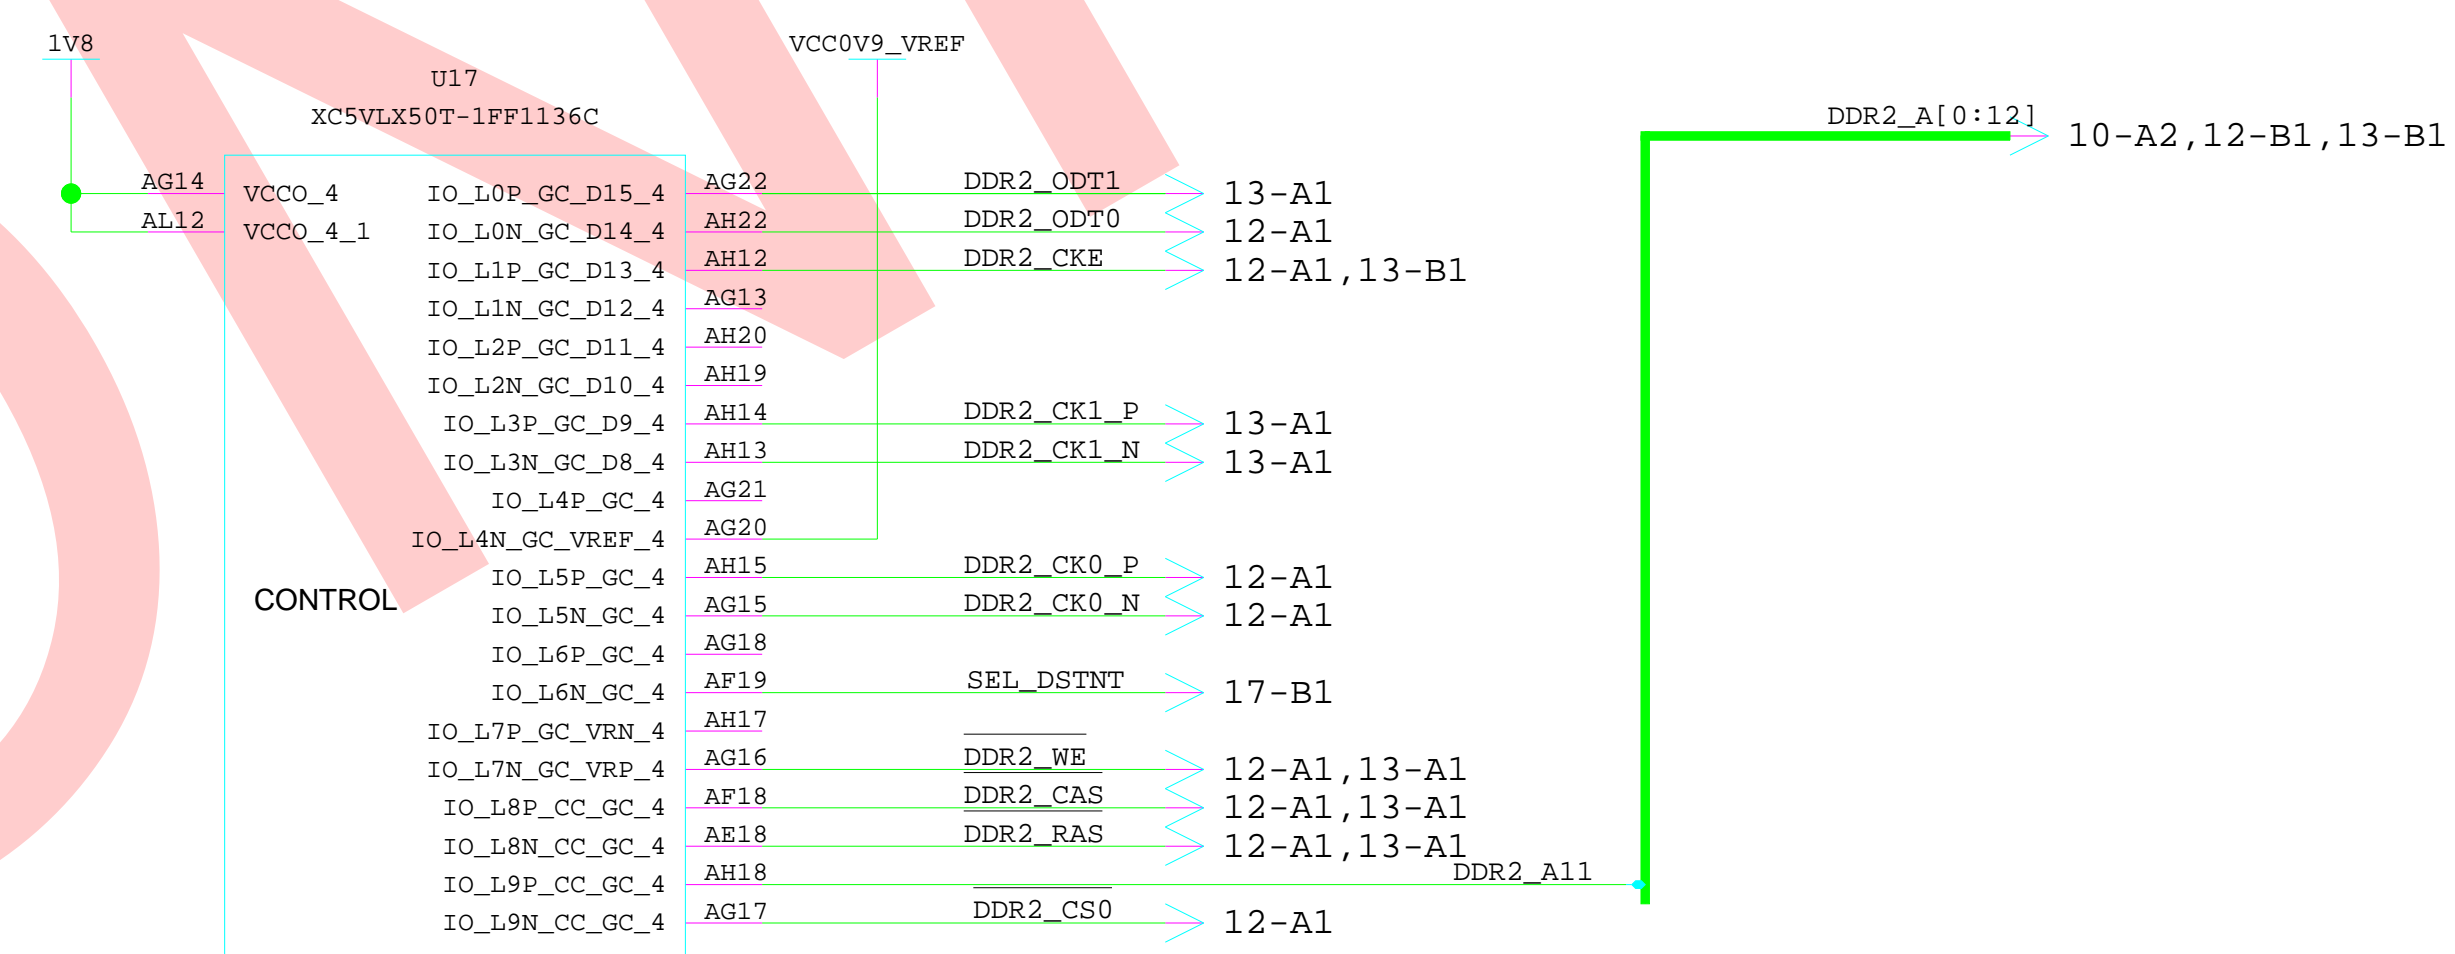 1V8
VCC0V9_VREF
U17
XC5VLX50T-1FF1136C
DDR2_A[0:12]
10-A2,12-B1,13-B1
AG14 VCCO_4 IO_L0P_GC_D15_4 AG22 DDR2_ODT1 13-A1
AL12 VCCO_4_1 IO_L0N_GC_D14_4 AH22 DDR2_ODT0 12-A1
IO_L1P_GC_D13_4 AH12 DDR2_CKE 12-A1,13-B1
IO_L1N_GC_D12_4 AG13
IO_L2P_GC_D11_4 AH20
IO_L2N_GC_D10_4 AH19
IO_L3P_GC_D9_4 AH14 DDR2_CK1_P 13-A1
IO_L3N_GC_D8_4 AH13 DDR2_CK1_N 13-A1
IO_L4P_GC_4 AG21
IO_L4N_GC_VREF_4 AG20
IO_L5P_GC_4 AH15 DDR2_CK0_P 12-A1
CONTROL
IO_L5N_GC_4 AG15 DDR2_CK0_N 12-A1
IO_L6P_GC_4 AG18
IO_L6N_GC_4 AF19 SEL_DSTNT 17-B1
IO_L7P_GC_VRN_4 AH17
IO_L7N_GC_VRP_4 AG16 DDR2_WE 12-A1,13-A1
IO_L8P_CC_GC_4 AF18 DDR2_CAS 12-A1,13-A1
IO_L8N_CC_GC_4 AE18 DDR2_RAS 12-A1,13-A1
IO_L9P_CC_GC_4 AH18 DDR2_A11
IO_L9N_CC_GC_4 AG17 DDR2_CS0 12-A1